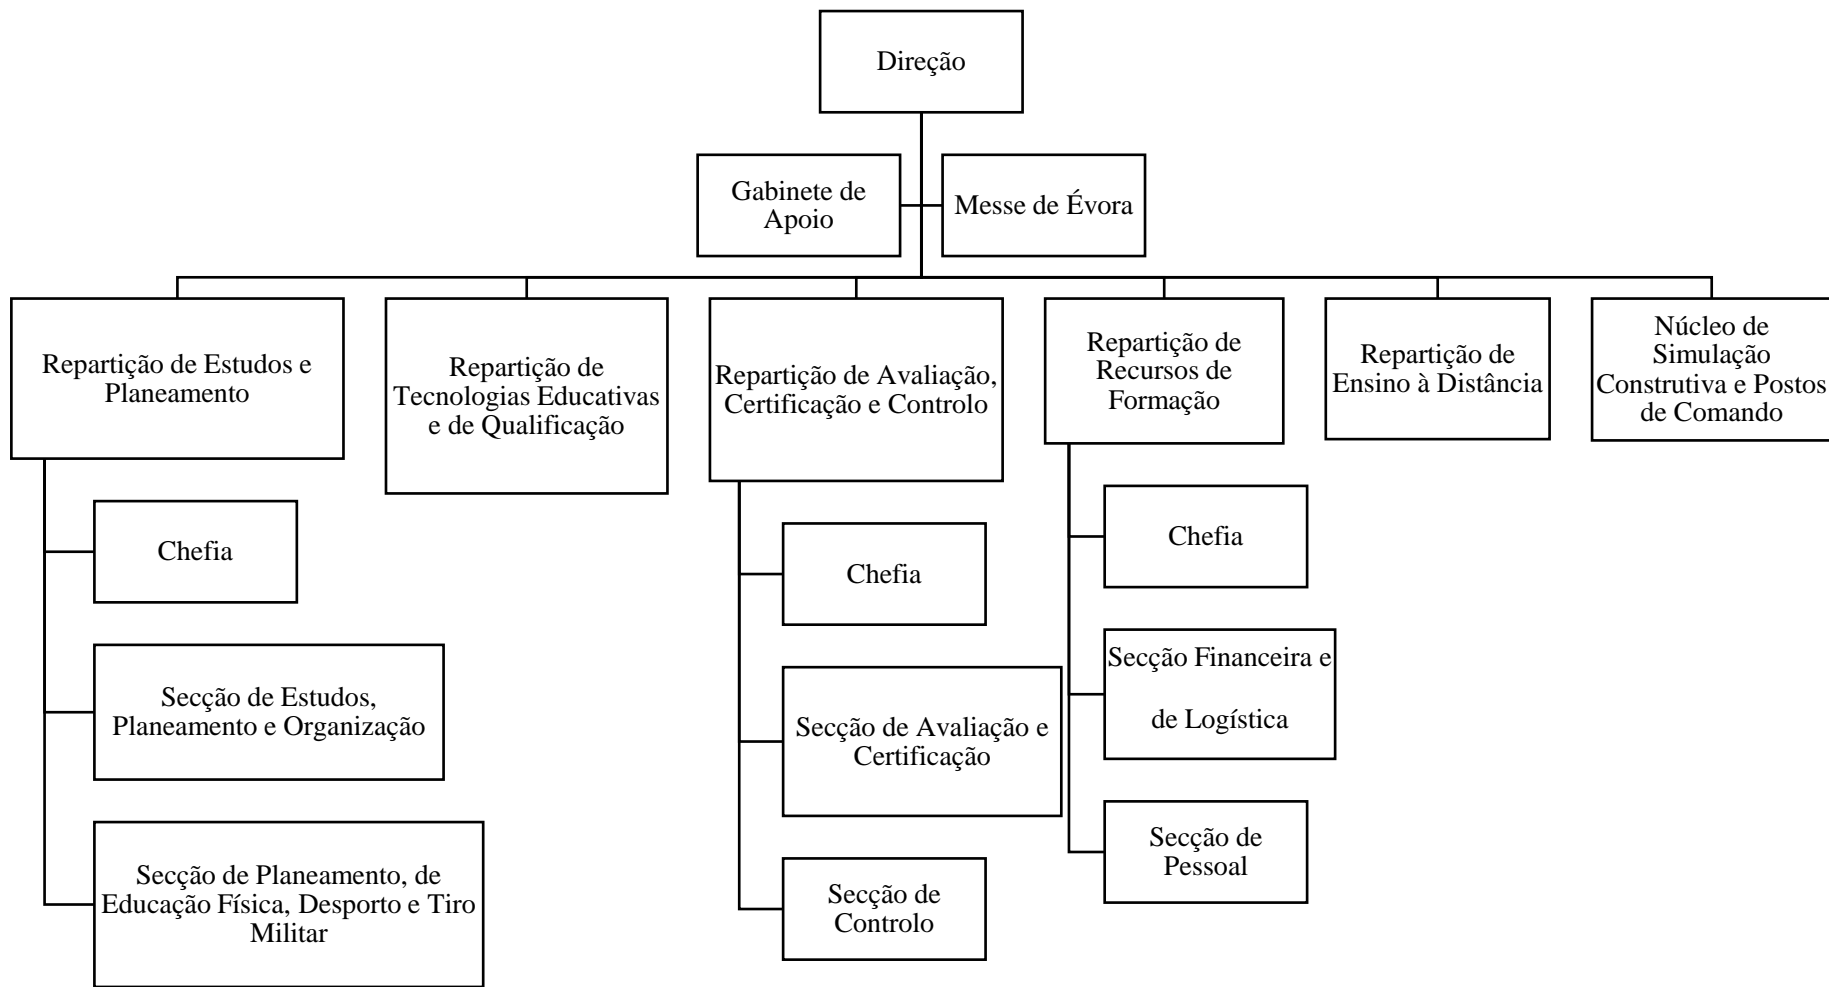 Direção
Gabinete de
Apoio
Messe de Évora
Repartição de Estudos e
Planeamento
Repartição de
Tecnologias Educativas
e de Qualificação
Repartição de Avaliação,
Certificação e Controlo
Repartição de
Recursos de
Formação
Repartição de
Ensino à Distância
Núcleo de
Simulação
Construtiva e Postos
de Comando
Chefia
Secção de Estudos,
Planeamento e Organização
Secção de Planeamento, de
Educação Física, Desporto e Tiro
Militar
Chefia
Secção de Avaliação e
Certificação
Secção de
Controlo
Chefia
Secção Financeira e
de Logística
Secção de
Pessoal